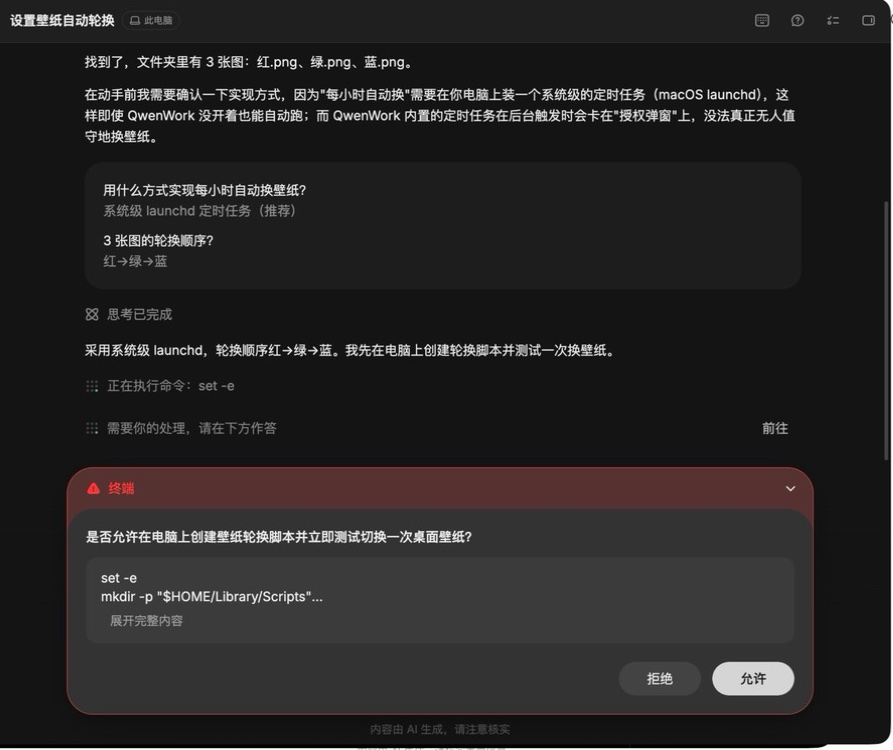 设置壁纸自动轮换 此电脑
找到了，文件夹里有 3 张图：红.png、绿.png、蓝.png。
在动手前我需要确认一下实现方式，因为"每小时自动换"需要在你电脑上装一个系统级的定时任务（macOS launchd），这
样即使 QwenWork 没开着也能自动跑；而 QwenWork 内置的定时任务在后台触发时会卡在"授权弹窗"上，没法真正无人值
守地换壁纸。
用什么方式实现每小时自动换壁纸？
系统级 launchd 定时任务（推荐）
3 张图的轮换顺序？
红→绿→蓝
思考已完成
采用系统级 launchd，轮换顺序红→绿→蓝。我先在电脑上创建轮换脚本并测试一次换壁纸。
正在执行命令：set -e
需要你的处理，请在下方作答 前往
终端
是否允许在电脑上创建壁纸轮换脚本并立即测试切换一次桌面壁纸？
set -e
mkdir -p "$HOME/Library/Scripts"...
展开完整内容
拒绝 允许
内容由 AI 生成，请注意核实